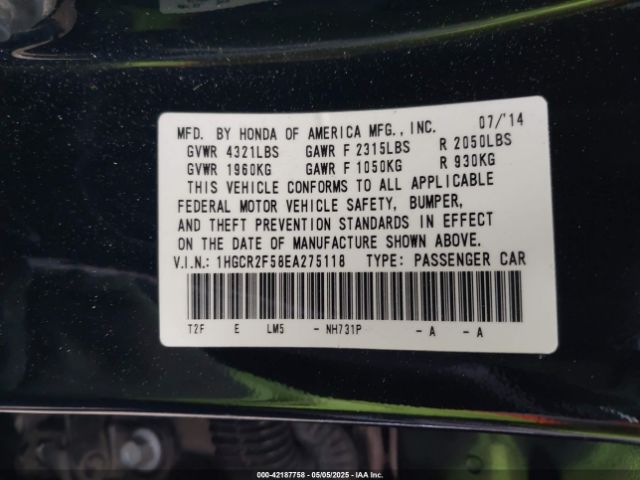 MFD. BY HONDA OF AMERICA MFG., INC. 07/'14
GVWR 4321LBS GAWR F 2315LBS R 2050LBS
GVWR 1960KG GAWR F 1050KG R 930KG
THIS VEHICLE CONFORMS TO ALL APPLICABLE
FEDERAL MOTOR VEHICLE SAFETY, BUMPER,
AND THEFT PREVENTION STANDARDS IN EFFECT
ON THE DATE OF MANUFACTURE SHOWN ABOVE.
V.I.N.: 1HGCR2F58EA275118 TYPE: PASSENGER CAR
T2F E LM5 - NH731P - A - A
000-42187758 - 05/05/2025 - IAAI.COM